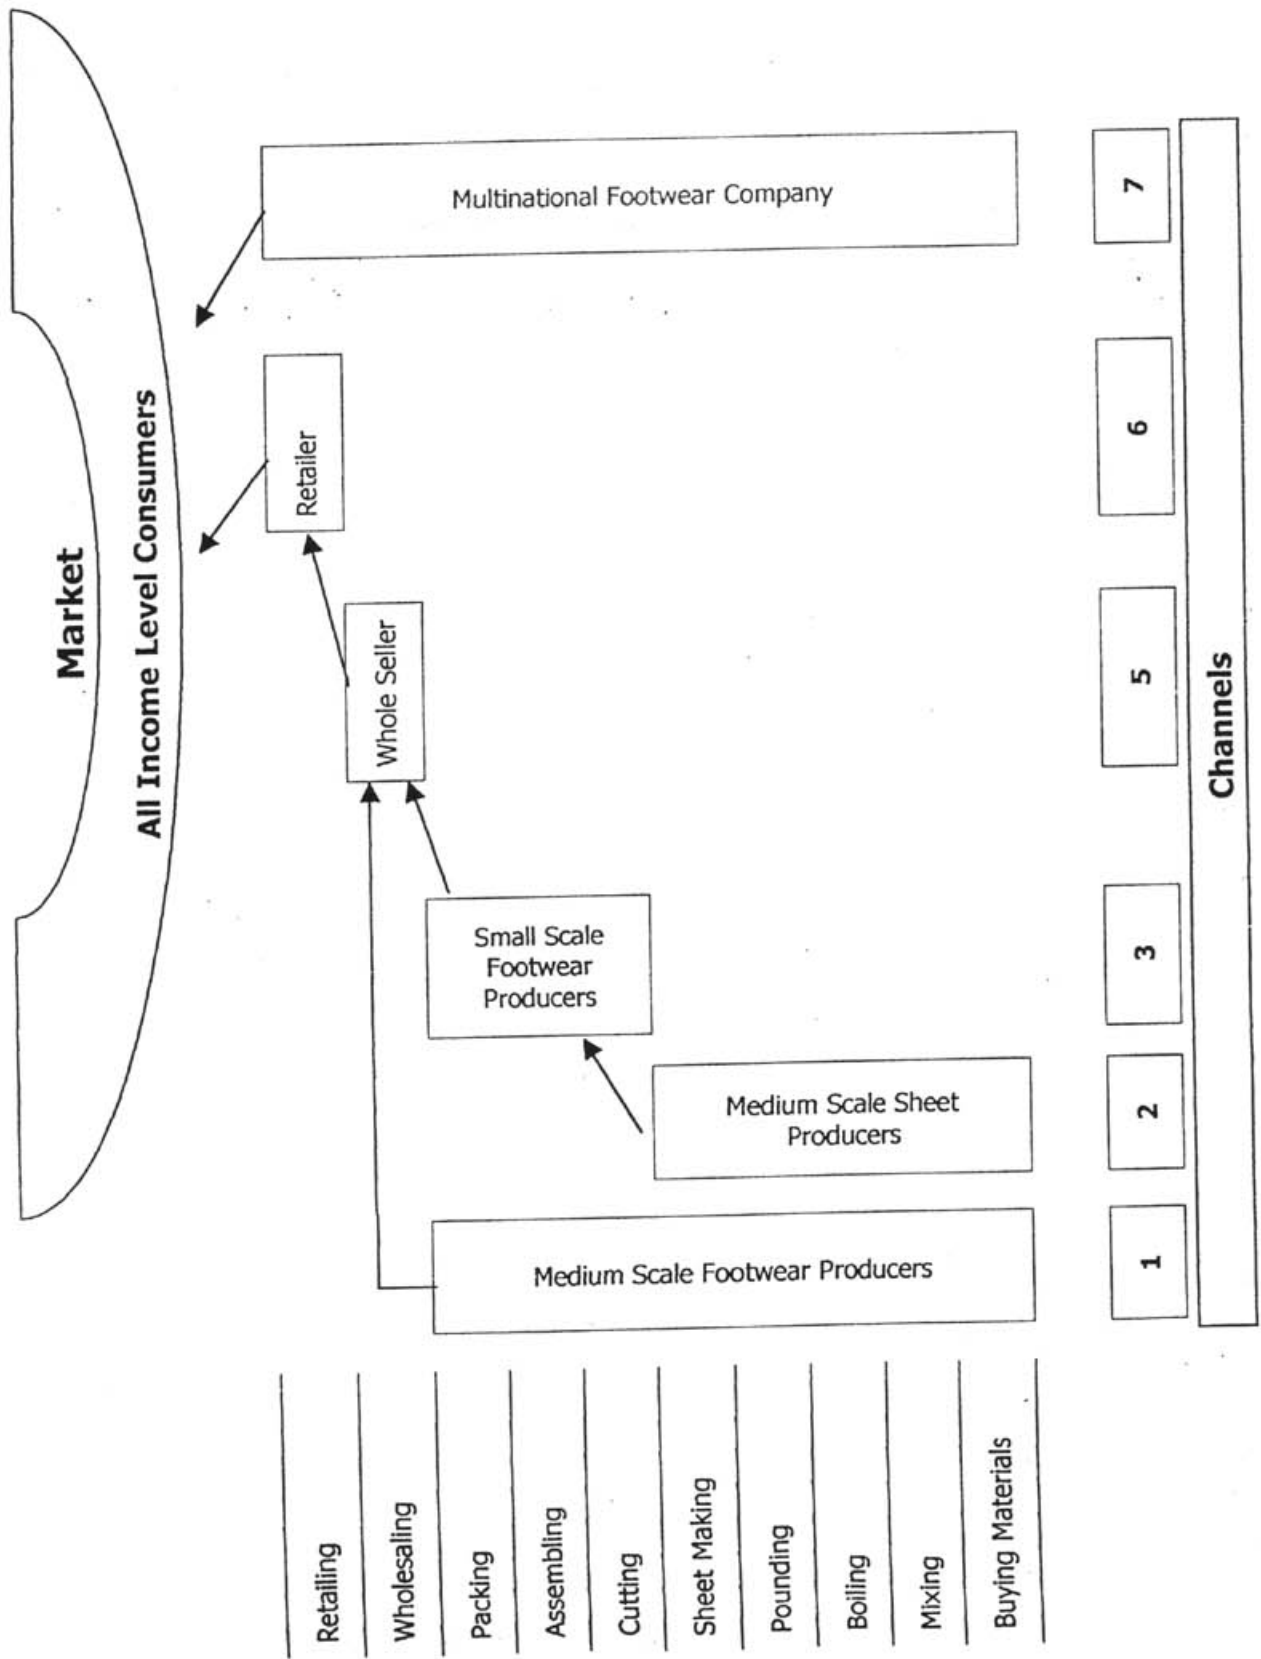 Market
All Income Level Consumers
Retailing
Wholesaling
Packing
Assembling
Cutting
Sheet Making
Pounding
Boiling
Mixing
Buying Materials
Medium Scale Footwear Producers
Medium Scale Sheet
Producers
Small Scale
Footwear
Producers
Whole Seller
Retailer
Multinational Footwear Company
1
2
3
5
6
7
Channels